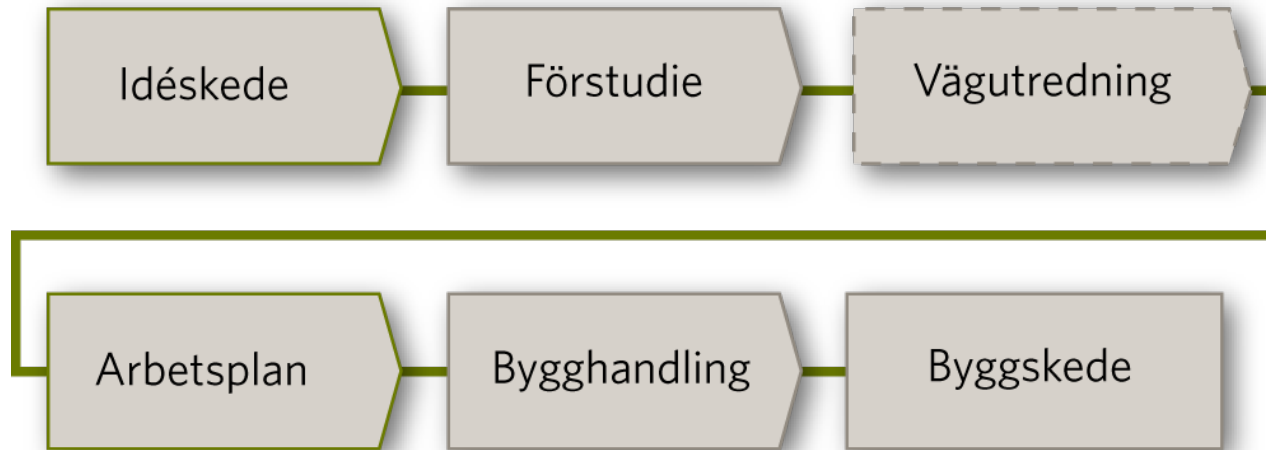 Idéskede
Förstudie
Vägutredning
Arbetsplan
Bygghandling
Byggskede